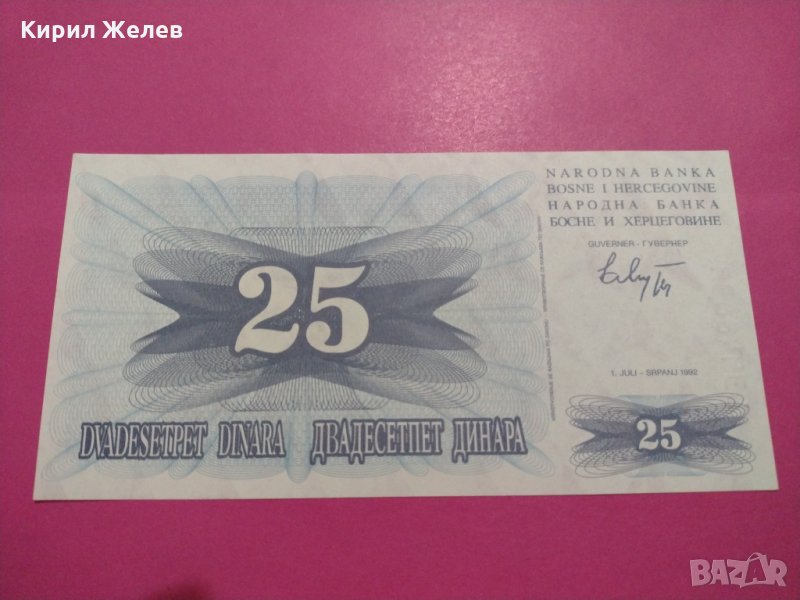 Кирил Желев
NARODNA BANKA
BOSNE I HERCEGOVINE
НАРОДНА БАНКА
БОСНЕ И ХЕРЦЕГОВИНЕ
GUVERNER - ГУВЕРНЕР
1. JULI - SRPANJ 1992
25
DVADESETPET DINARA ДВАДЕСЕТПЕТ ДИНАРА
25
BAZAR